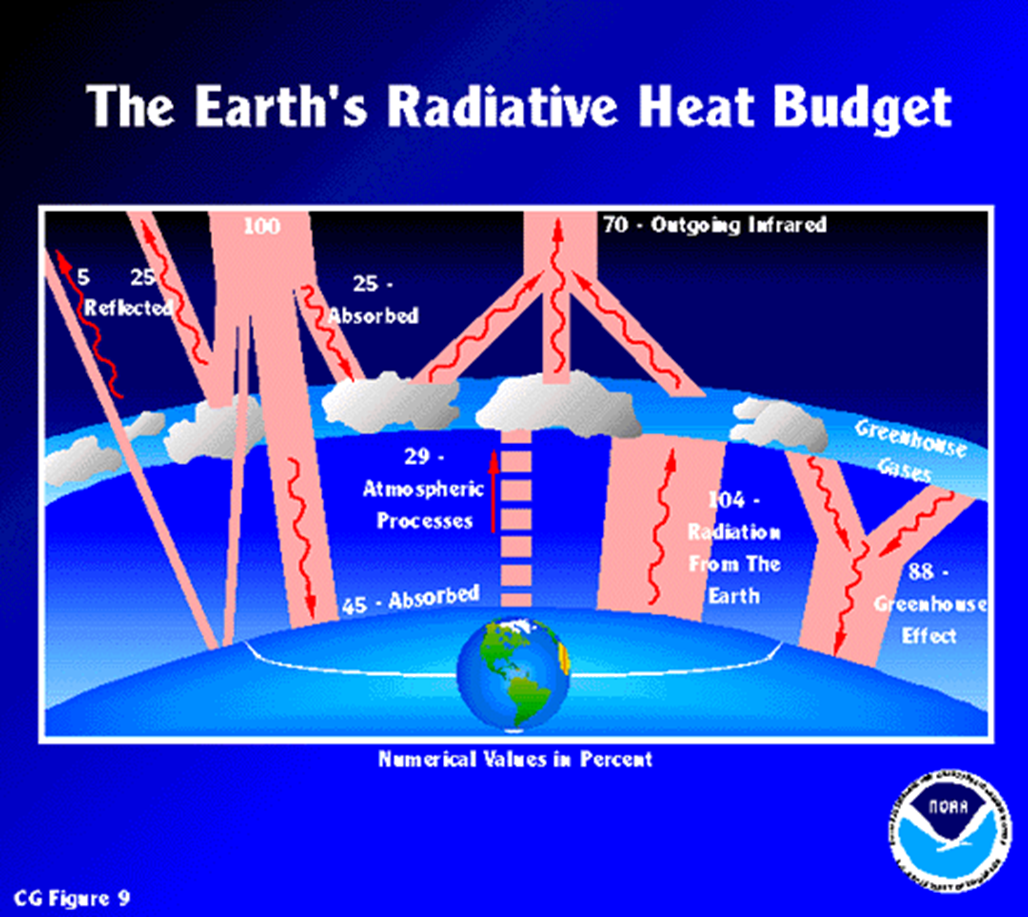 The Earth's Radiative Heat Budget
100
70 - Outgoing Infrared
5
25
Reflected
25 -
Absorbed
Greenhouse
Gases
29 -
Atmospheric
Processes
104 -
Radiation
From The
Earth
45 - Absorbed
88 -
Greenhouse
Effect
Numerical Values in Percent
NOAA
CG Figure 9